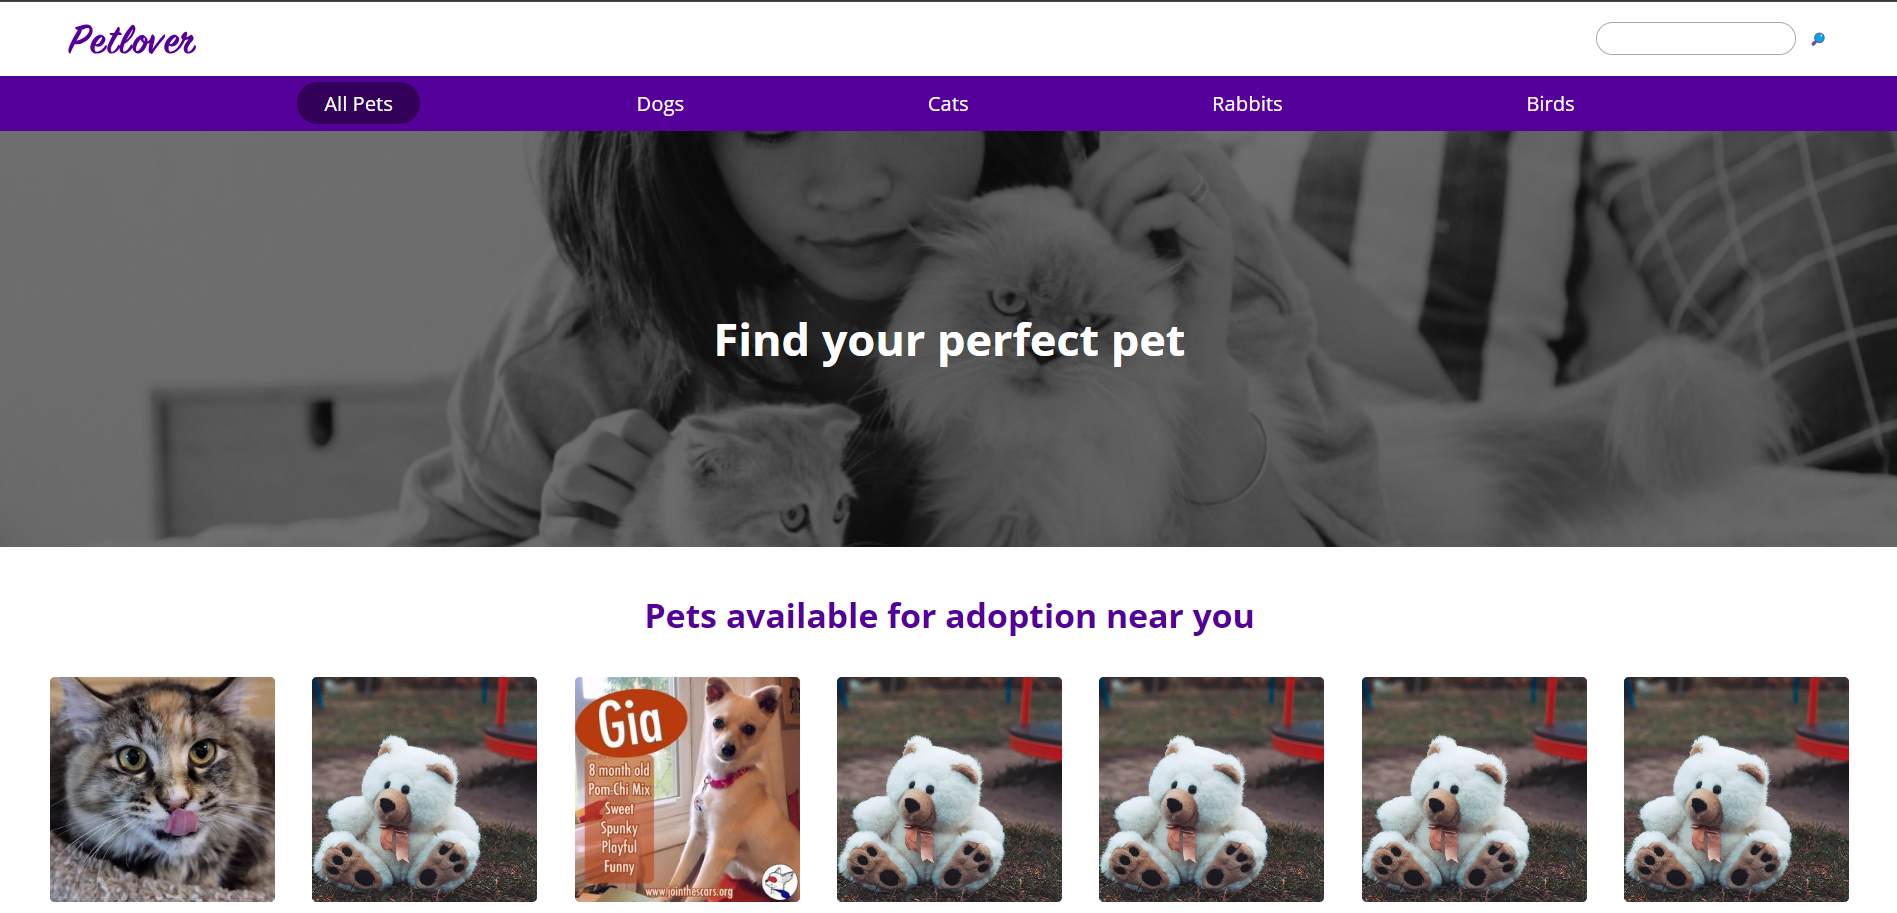 Petlover
All Pets
Dogs
Cats
Rabbits
Birds
Find your perfect pet
Pets available for adoption near you
Gia
8 month old
Pom-Chi Mix
Sweet
Spunky
Playful
Funny
www.jointhescars.org